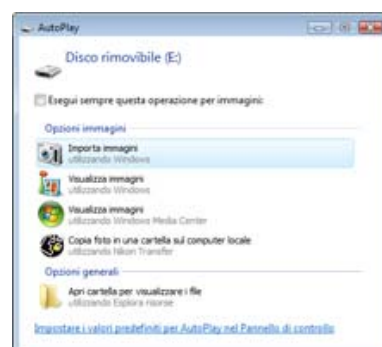 AutoPlay
Disco rimovibile (E:)
Esegui sempre questa operazione per immagini:
Opzioni immagini
Importa immagini
utilizzando Windows
Visualizza immagini
utilizzando Windows
Visualizza immagini
utilizzando Windows Media Center
Copia foto in una cartella sul computer locale
utilizzando Nikon Transfer
Opzioni generali
Apri cartella per visualizzare i file
utilizzando Esplora risorse
Impostare i valori predefiniti per AutoPlay nel Pannello di controllo